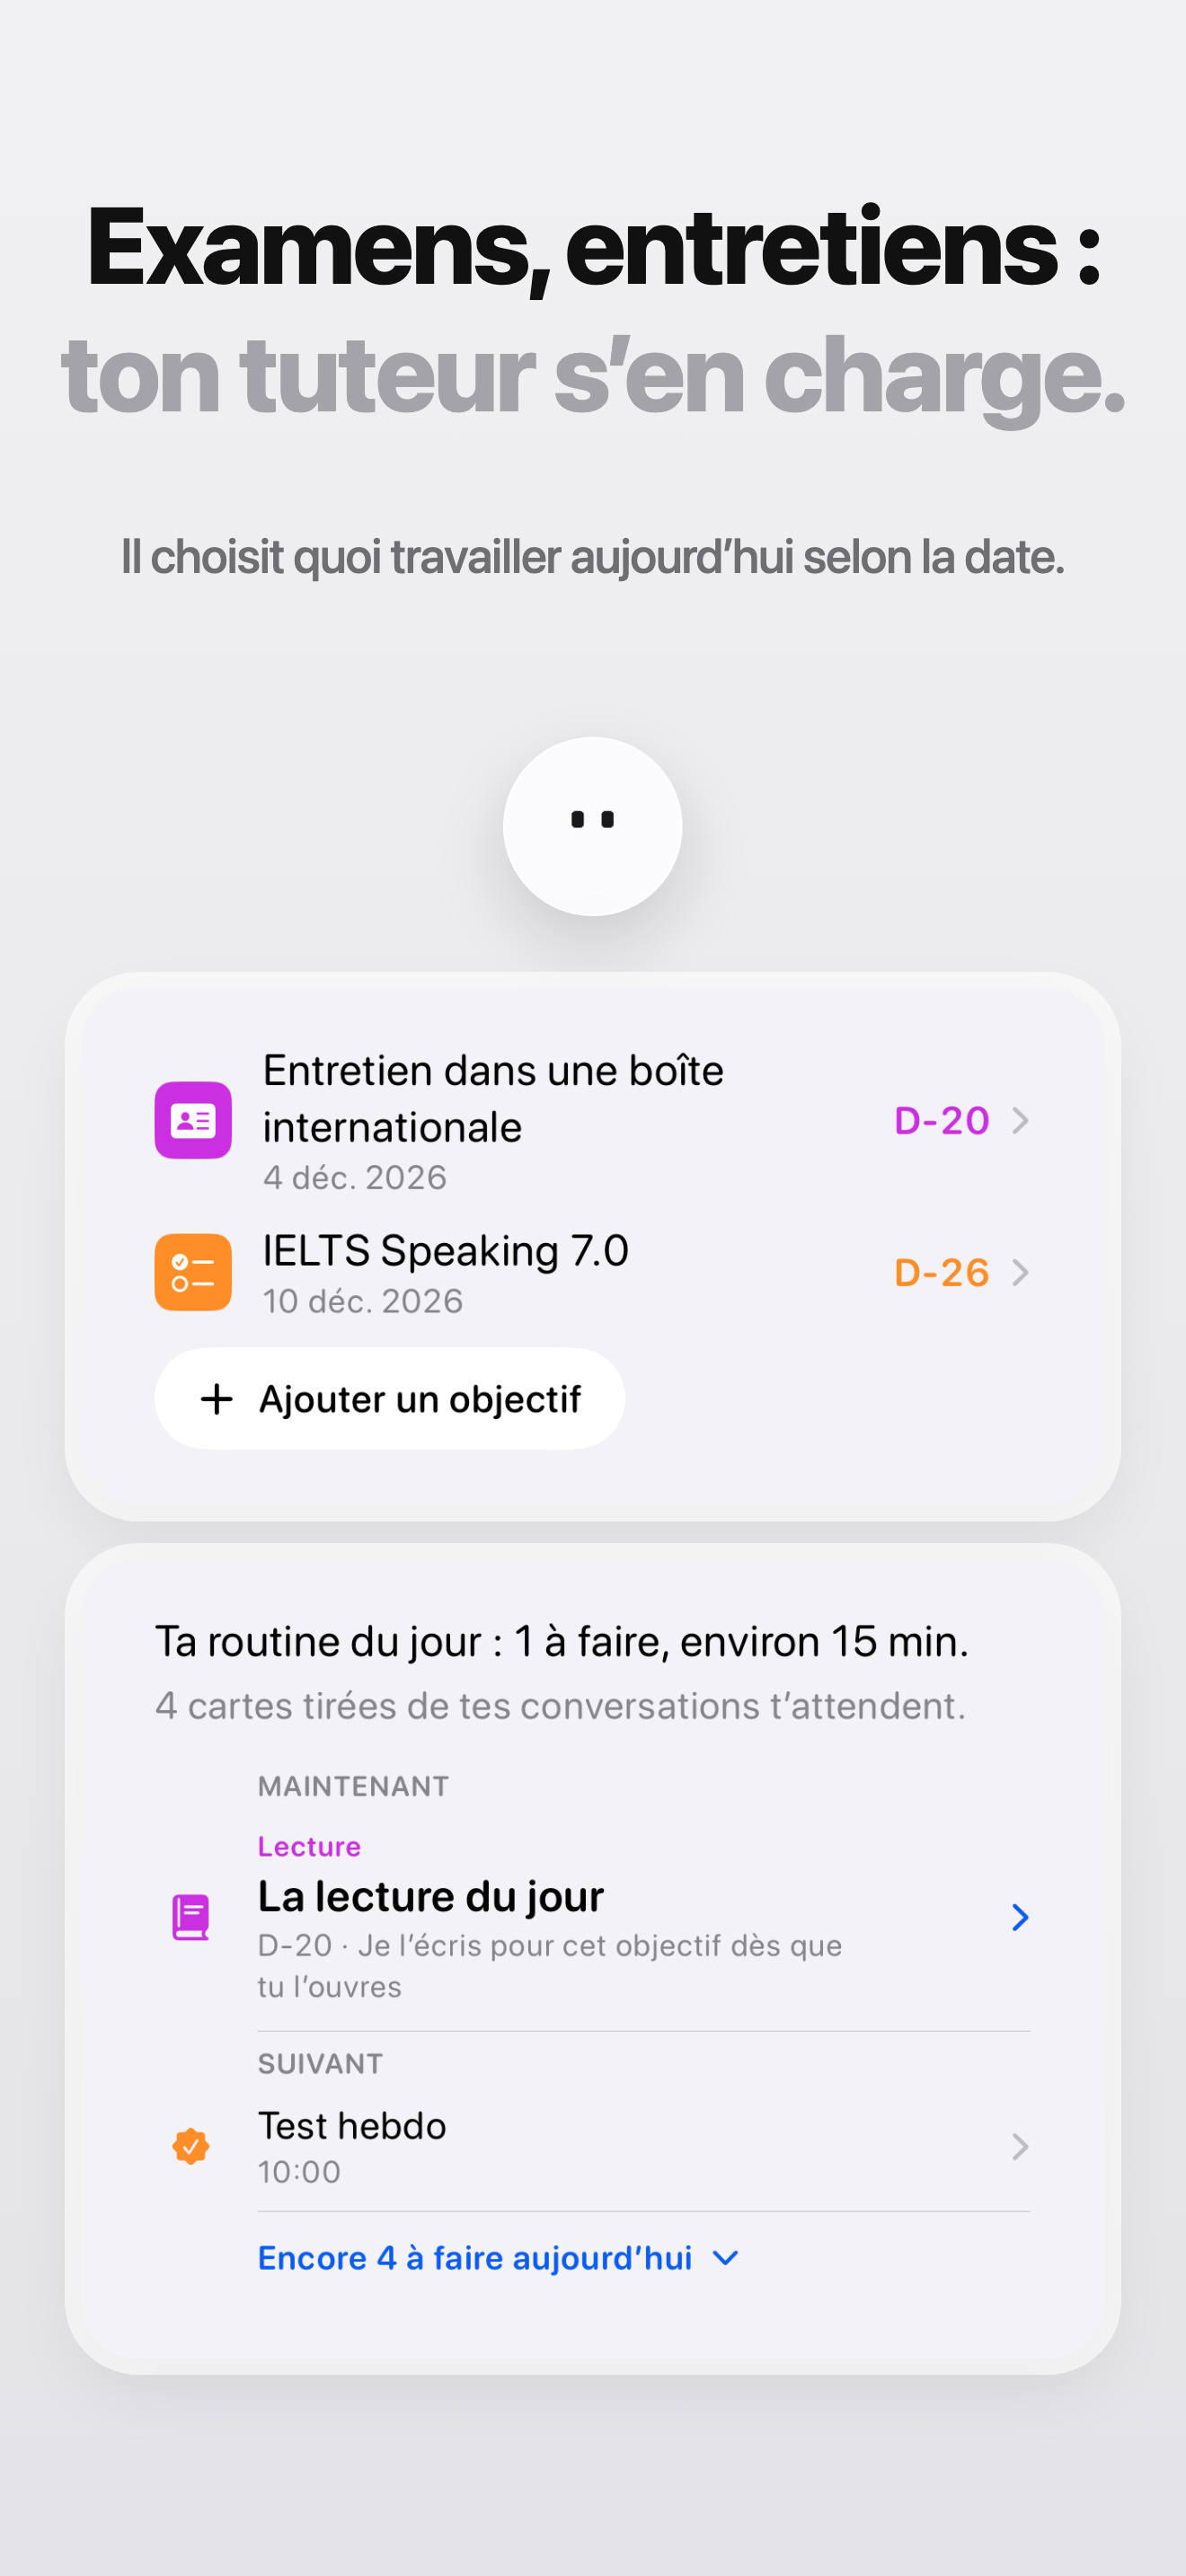 Examens, entretiens :
ton tuteur s’en charge.
Il choisit quoi travailler aujourd’hui selon la date.
Entretien dans une boîte
internationale
4 déc. 2026
D-20
IELTS Speaking 7.0
10 déc. 2026
D-26
+ Ajouter un objectif
Ta routine du jour : 1 à faire, environ 15 min.
4 cartes tirées de tes conversations t’attendent.
MAINTENANT
Lecture
La lecture du jour
D-20 · Je l’écris pour cet objectif dès que
tu l’ouvres
SUIVANT
Test hebdo
10:00
Encore 4 à faire aujourd’hui